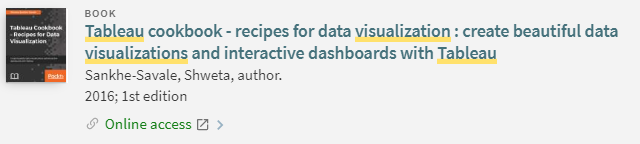 BOOK
Tableau cookbook - recipes for data visualization : create beautiful data
visualizations and interactive dashboards with Tableau
Sankhe-Savale, Shweta, author.
2016; 1st edition
Online access
Tableau Cookbook
- Recipes for Data
Visualization
Packt